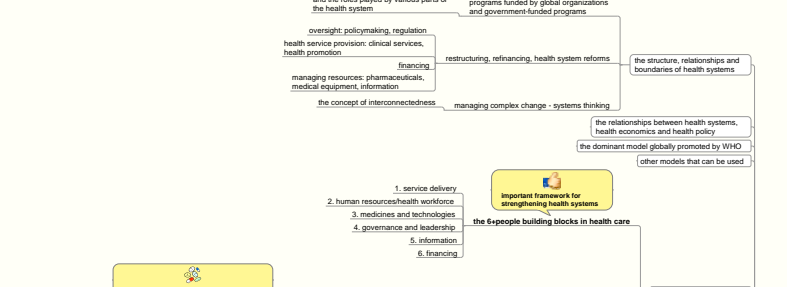 and the roles played by various parts of
the health system
programs funded by global organizations
and government-funded programs
oversight: policymaking, regulation
health service provision: clinical services,
health promotion
financing
managing resources: pharmaceuticals,
medical equipment, information
restructuring, refinancing, health system reforms
the structure, relationships and
boundaries of health systems
the concept of interconnectedness
managing complex change - systems thinking
the relationships between health systems,
health economics and health policy
the dominant model globally promoted by WHO
other models that can be used
important framework for
strengthening health systems
1. service delivery
2. human resources/health workforce
3. medicines and technologies
4. governance and leadership
5. information
6. financing
the 6+people building blocks in health care